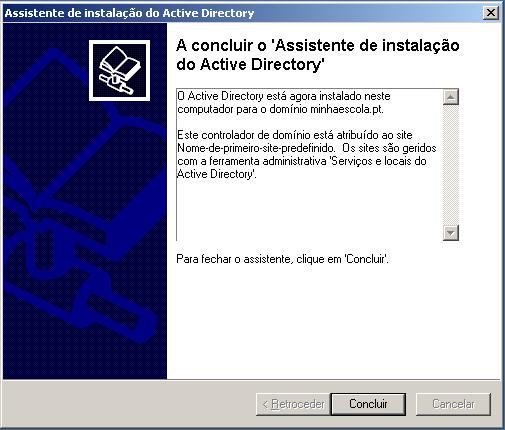 Assistente de instalação do Active Directory
A concluir o 'Assistente de instalação
do Active Directory'
O Active Directory está agora instalado neste
computador para o domínio minhaescola.pt.
Este controlador de domínio está atribuído ao site
Nome-de-primeiro-site-predefinido. Os sites são geridos
com a ferramenta administrativa 'Serviços e locais do
Active Directory'.
Para fechar o assistente, clique em 'Concluir'.
< Retroceder
Concluir
Cancelar